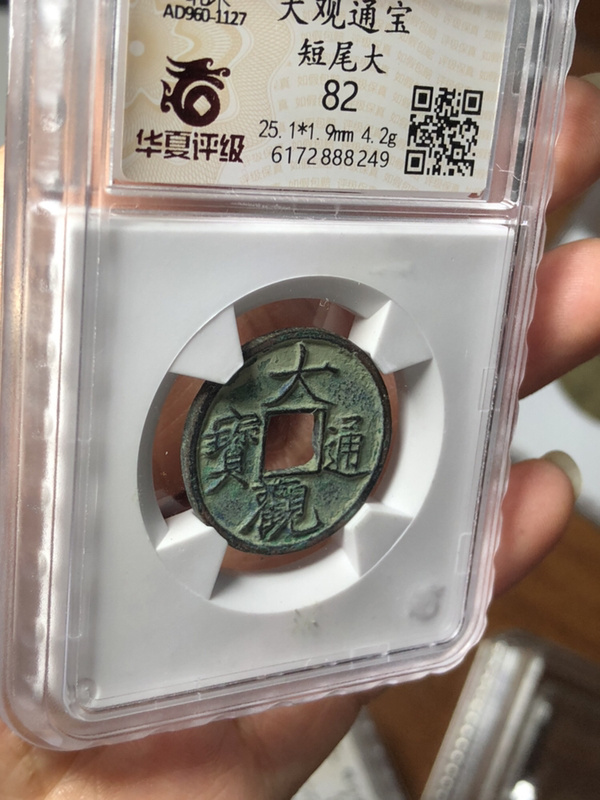 AD960-1127
大观通宝
短尾大
82
25.1*1.9mm 4.2g
6172888249
华夏评级
大觀通寶